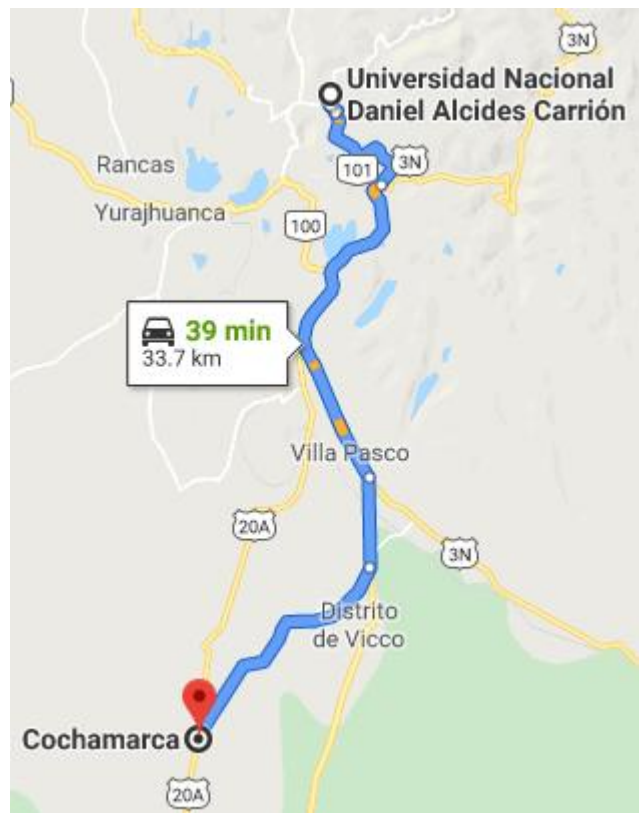 3N
Universidad Nacional
Daniel Alcides Carrión
Rancas
101
3N
Yurajhuanca
100
39 min
33.7 km
Villa Pasco
20A
3N
Distrito
de Vicco
Cochamarca
20A